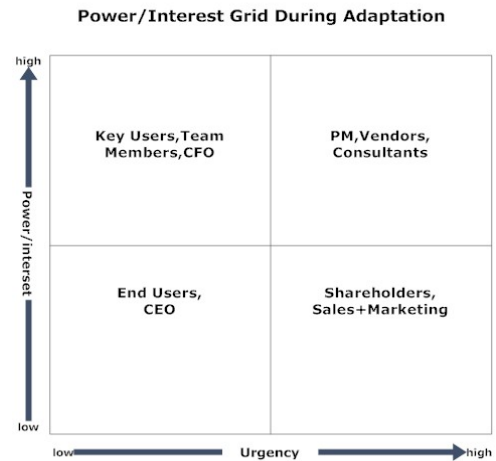 Power/Interest Grid During Adaptation
high
Key Users,Team
Members,CFO
PM,Vendors,
Consultants
Power/interset
End Users,
CEO
Shareholders,
Sales+Marketing
low
low
Urgency
high